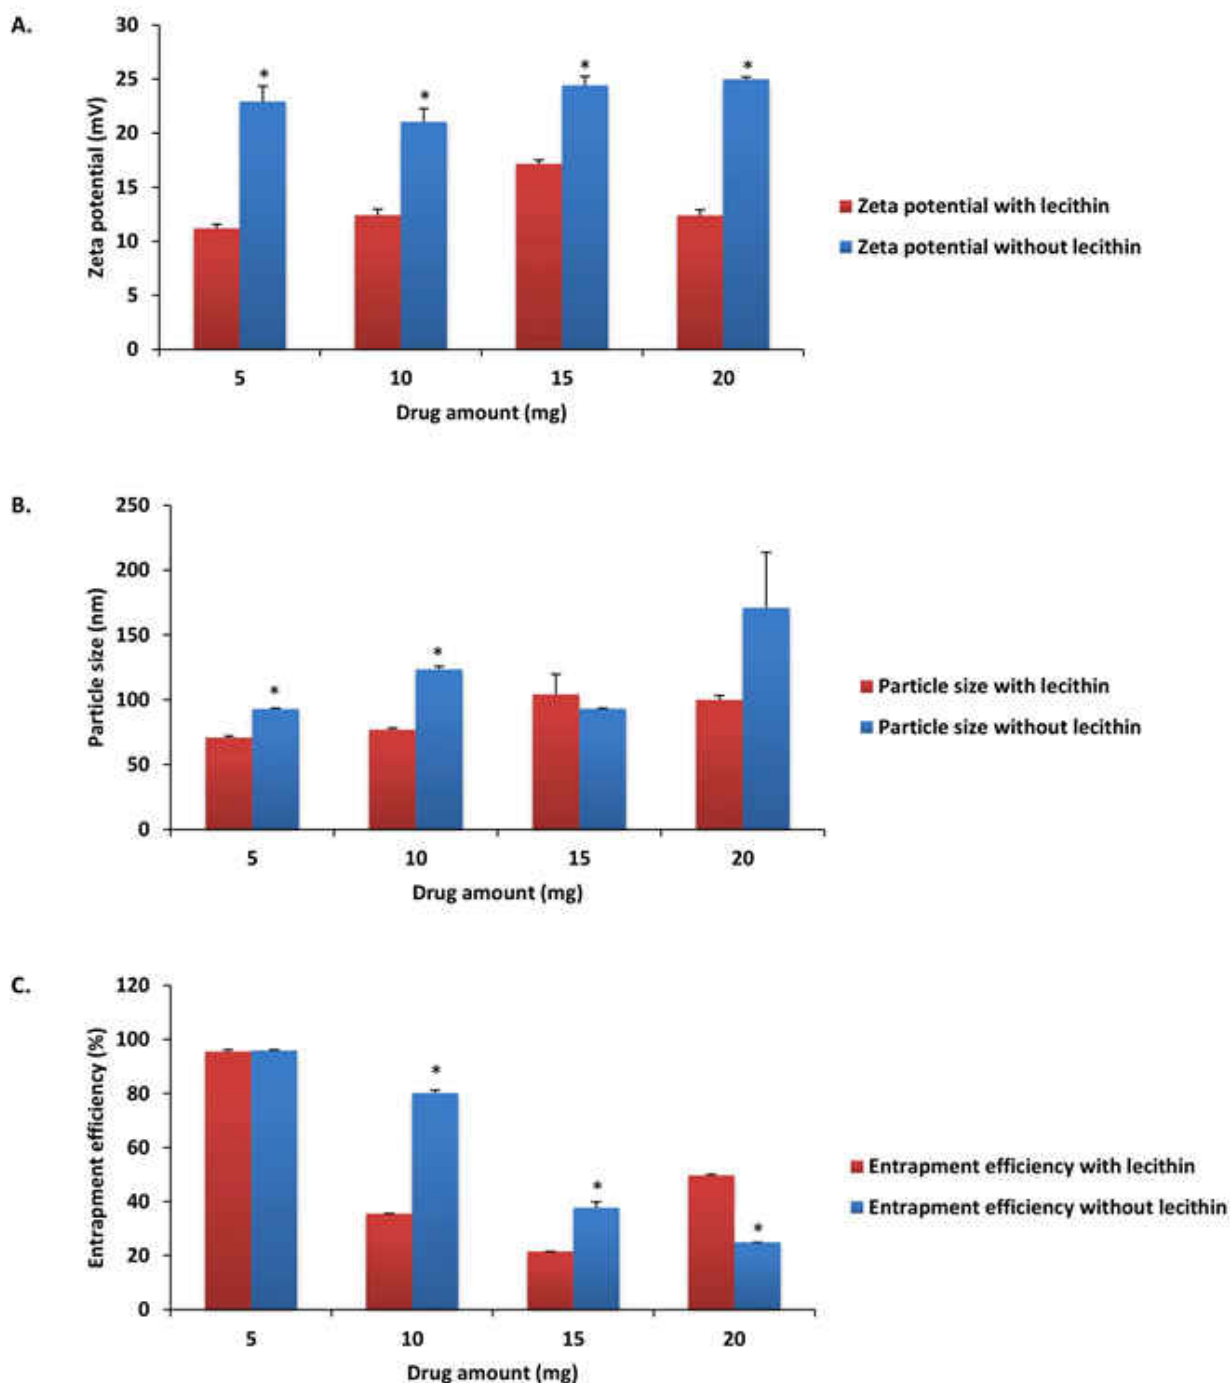 A.
30
25
20
15
10
5
0
Zeta potential (mV)
* * * *
5 10 15 20
Drug amount (mg)
Zeta potential with lecithin
Zeta potential without lecithin
B.
250
200
150
100
50
0
Particle size (nm)
* *
5 10 15 20
Drug amount (mg)
Particle size with lecithin
Particle size without lecithin
C.
120
100
80
60
40
20
0
Entrapment efficiency (%)
* * *
5 10 15 20
Drug amount (mg)
Entrapment efficiency with lecithin
Entrapment efficiency without lecithin